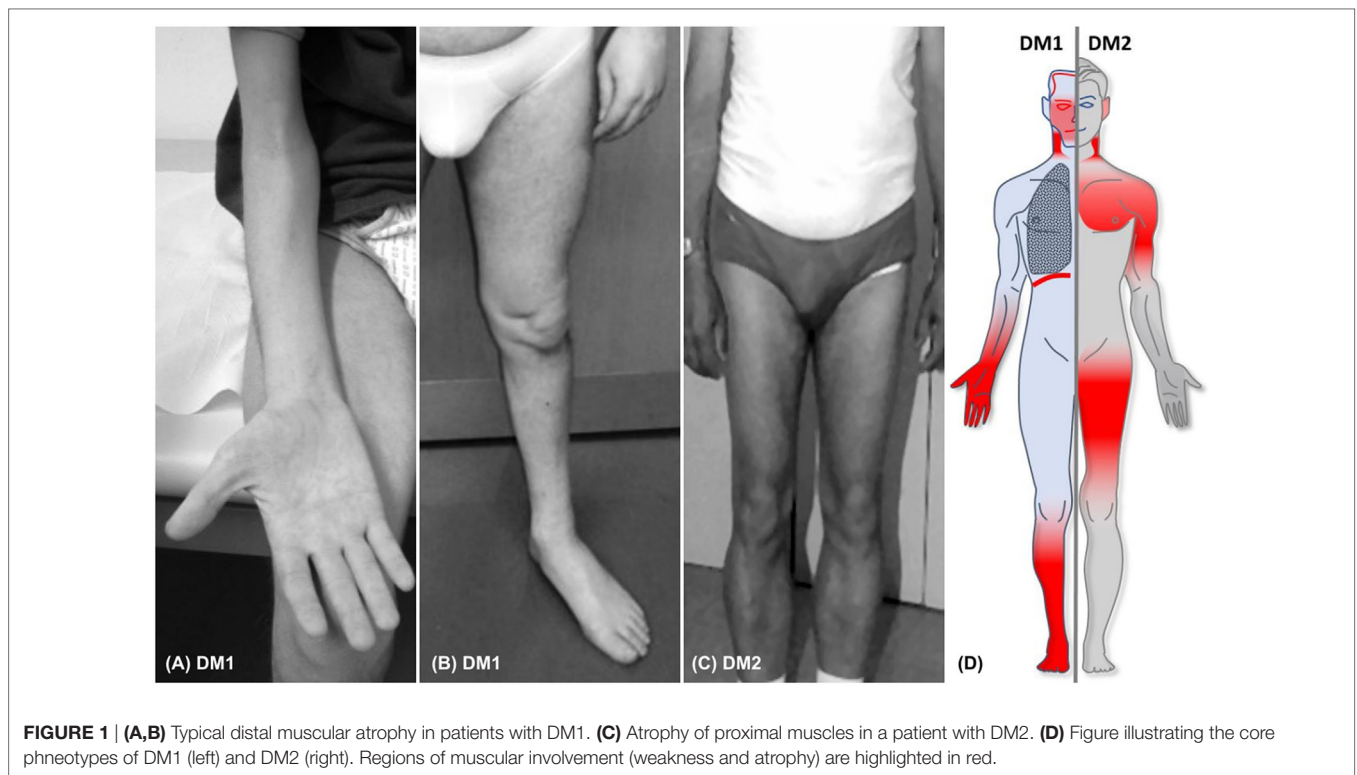 DM1 DM2
(A) DM1
(B) DM1
(C) DM2
(D)
FIGURE 1 | (A,B) Typical distal muscular atrophy in patients with DM1. (C) Atrophy of proximal muscles in a patient with DM2. (D) Figure illustrating the core
phneotypes of DM1 (left) and DM2 (right). Regions of muscular involvement (weakness and atrophy) are highlighted in red.